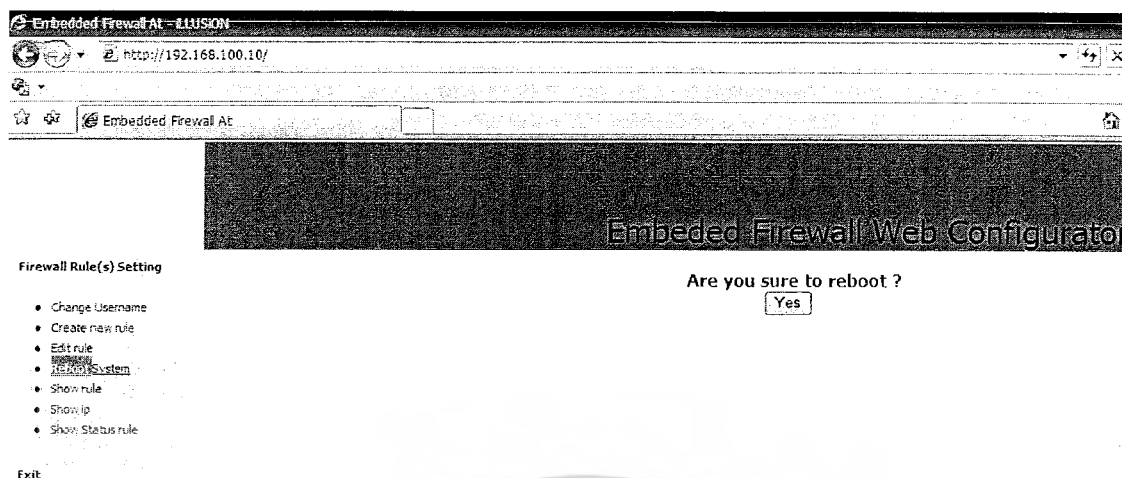 Embedded Firewall At - iLLUSION
http://192.168.100.10/
Embedded Firewall At
Embeded Firewall Web Configurator
Firewall Rule(s) Setting
Are you sure to reboot ?
Yes
Change Username
Create new rule
Edit rule
Reboot System
Show rule
Show ip
Show Status rule
Exit